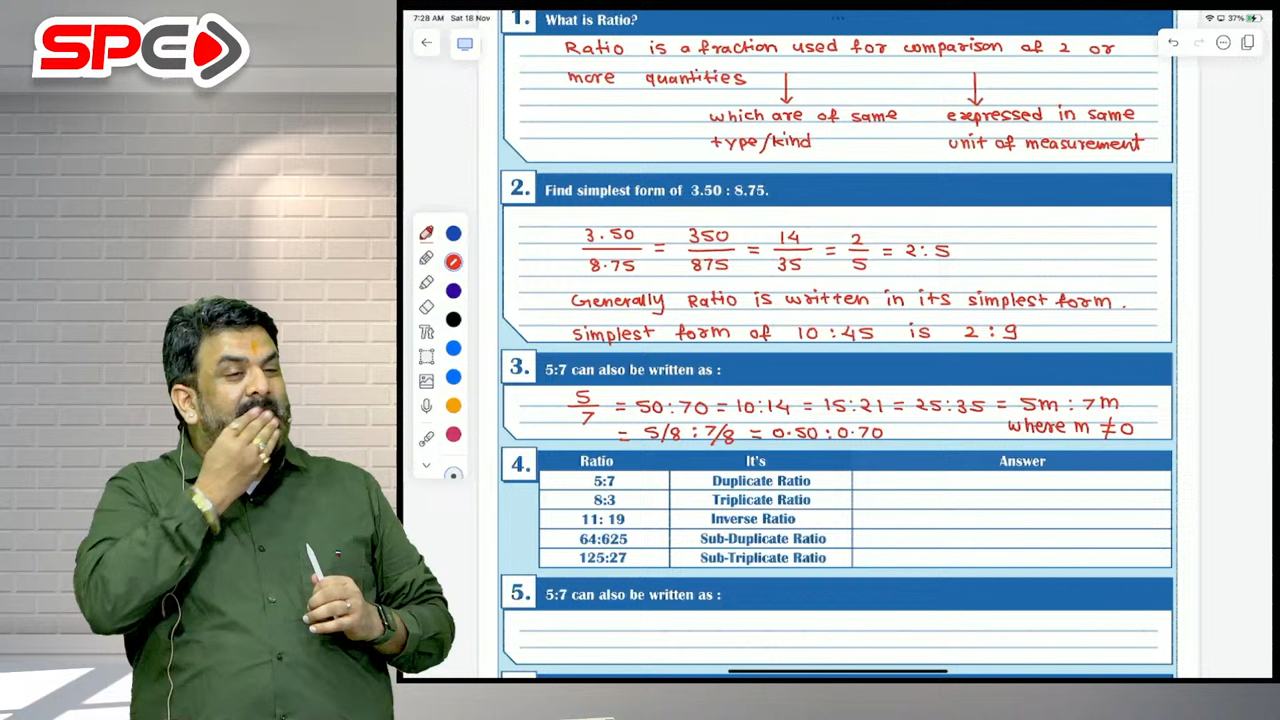 SPC
7:28 AM Sat 18 Nov
37%
1. What is Ratio?
Ratio is a fraction used for comparison of 2 or
more quantities
which are of same expressed in same
type/kind unit of measurement
2. Find simplest form of 3.50 : 8.75.
3.50 / 8.75 = 350 / 875 = 14 / 35 = 2 / 5 = 2:5
Generally Ratio is written in its simplest form.
simplest form of 10:45 is 2:9
3. 5:7 can also be written as :
5/7 = 50:70 = 10:14 = 15:21 = 25:35 = 5m : 7m
= 5/8 : 7/8 = 0.50 : 0.70 where m ≠ 0
4. Ratio It's Answer
5:7 Duplicate Ratio
8:3 Triplicate Ratio
11: 19 Inverse Ratio
64:625 Sub-Duplicate Ratio
125:27 Sub-Triplicate Ratio
5. 5:7 can also be written as :